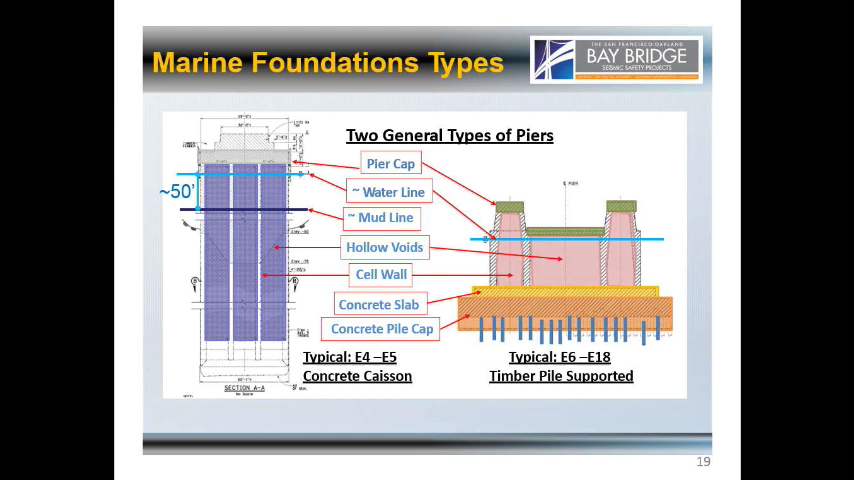 Marine Foundations Types
THE SAN FRANCISCO-OAKLAND
BAY BRIDGE
SEISMIC SAFETY PROJECTS
Two General Types of Piers
Pier Cap
~ Water Line
~50'
~ Mud Line
Hollow Voids
Cell Wall
B
B
Concrete Slab
Concrete Pile Cap
Typical: E4 –E5
Concrete Caisson
Typical: E6 –E18
Timber Pile Supported
SECTION A-A
19